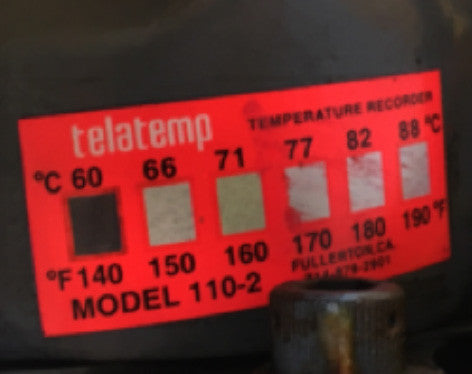 telatemp TEMPERATURE RECORDER
°C 60 66 71 77 82 88 °C
°F 140 150 160 170 180 190 °F
MODEL 110-2 FULLERTON, CA.